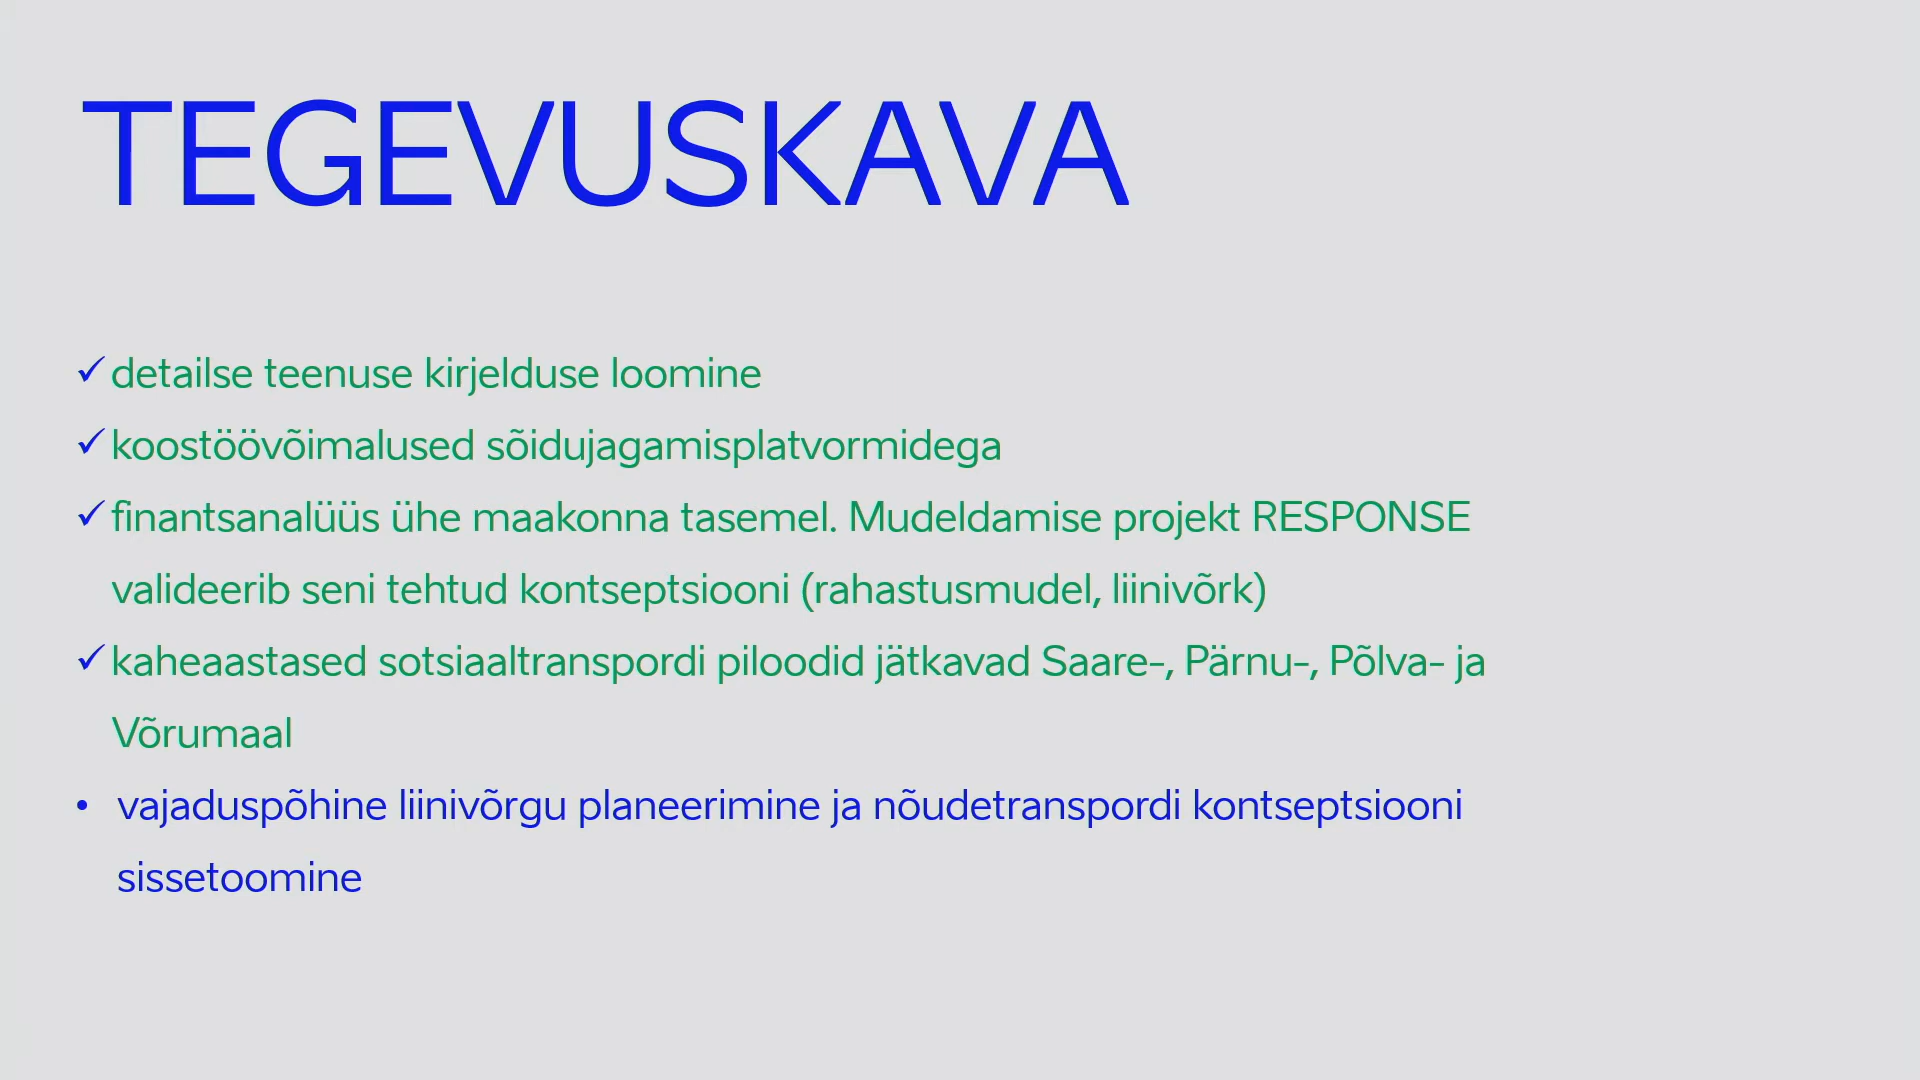 TEGEVUSKAVA
✓ detailse teenuse kirjelduse loomine
✓ koostöövõimalused sõidujagamisplatvormidega
✓ finantsanalüüs ühe maakonna tasemel. Mudeldamise projekt RESPONSE
valideerib seni tehtud kontseptsiooni (rahastusmudel, liinivõrk)
✓ kaheaastased sotsiaaltranspordi piloodid jätkavad Saare-, Pärnu-, Põlva- ja
Võrumaal
• vajaduspõhine liinivõrgu planeerimine ja nõudetranspordi kontseptsiooni
sissetoomine